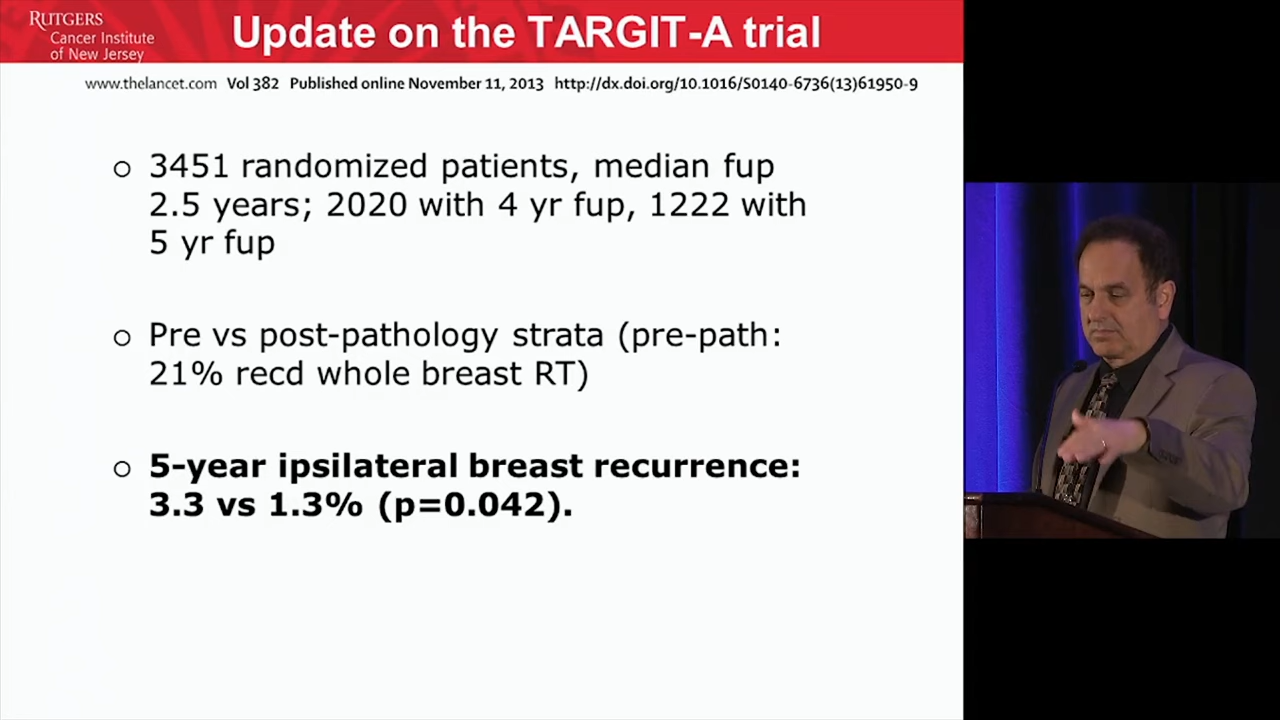 RUTGERS
Cancer Institute
of New Jersey
Update on the TARGIT-A trial
www.thelancet.com Vol 382 Published online November 11, 2013 http://dx.doi.org/10.1016/S0140-6736(13)61950-9
3451 randomized patients, median fup
2.5 years; 2020 with 4 yr fup, 1222 with
5 yr fup
Pre vs post-pathology strata (pre-path:
21% recd whole breast RT)
5-year ipsilateral breast recurrence:
3.3 vs 1.3% (p=0.042).